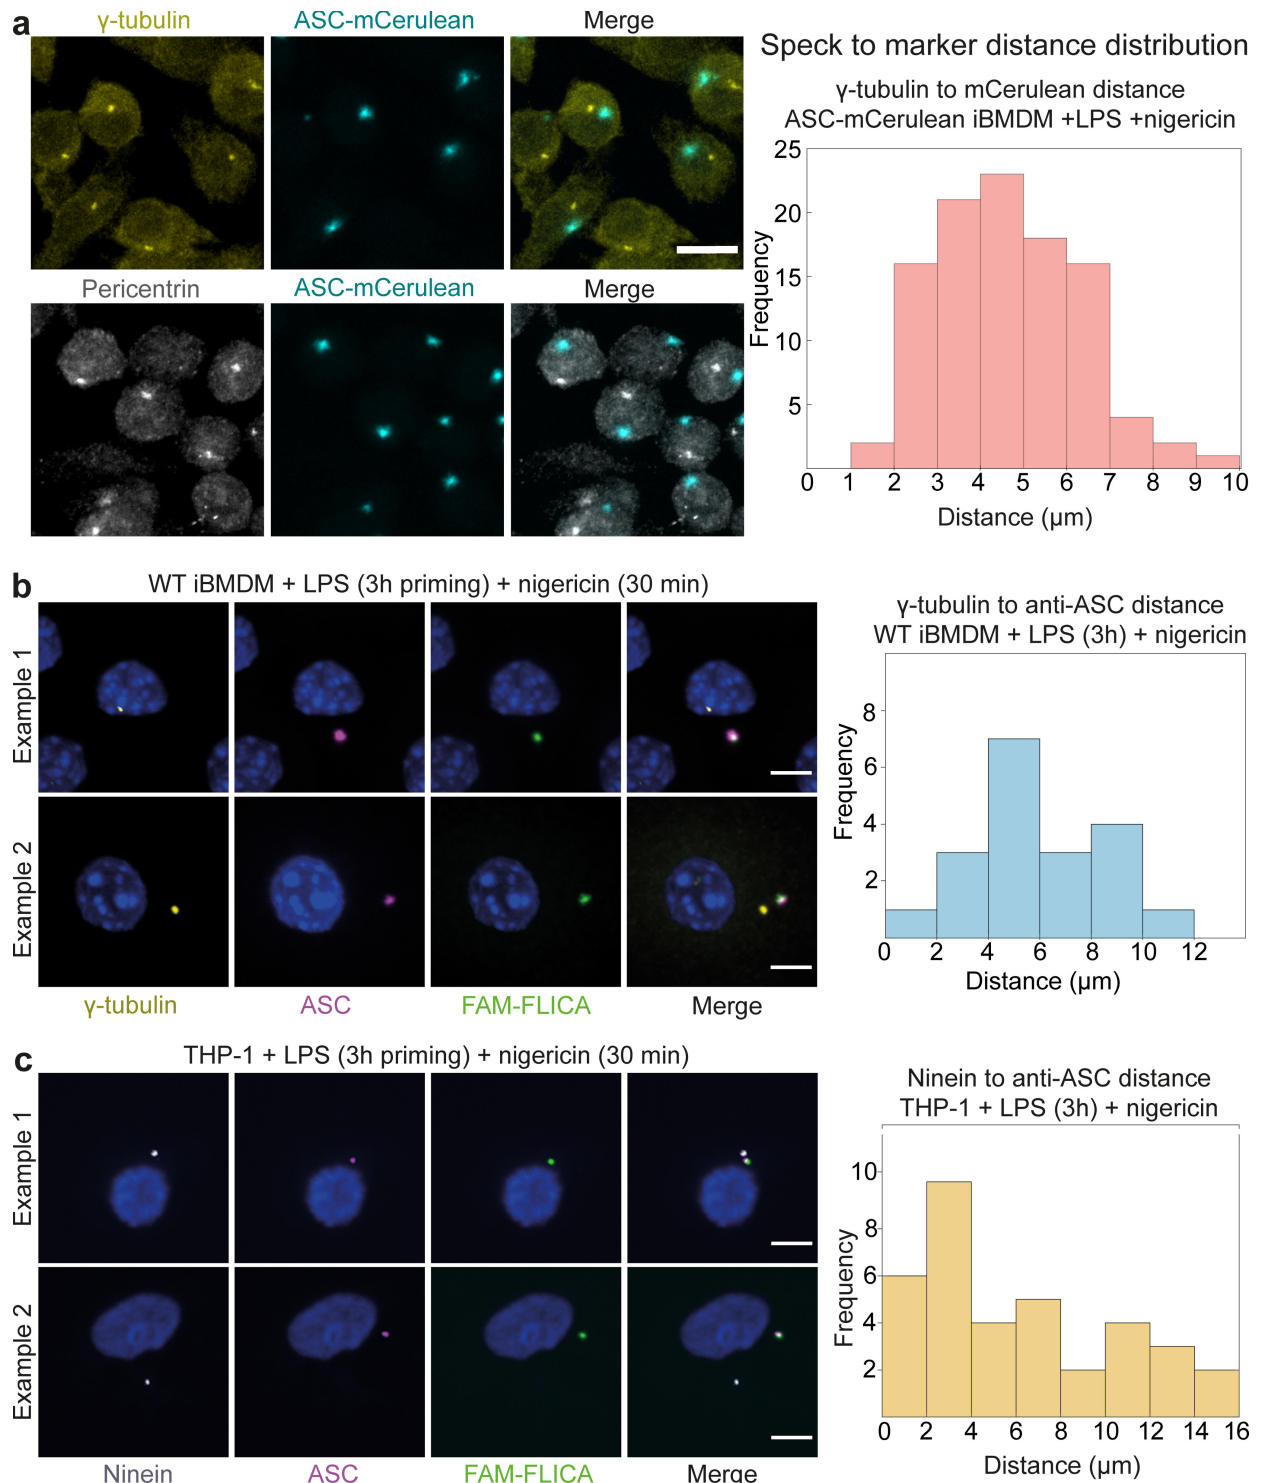 a
γ-tubulin
ASC-mCerulean
Merge
Pericentrin
ASC-mCerulean
Merge
Speck to marker distance distribution
γ-tubulin to mCerulean distance
ASC-mCerulean iBMDM +LPS +nigericin
Frequency
25
20
15
10
5
0 1 2 3 4 5 6 7 8 9 10
Distance (µm)
b
WT iBMDM + LPS (3h priming) + nigericin (30 min)
Example 1
Example 2
γ-tubulin
ASC
FAM-FLICA
Merge
γ-tubulin to anti-ASC distance
WT iBMDM + LPS (3h) + nigericin
Frequency
8
6
4
2
0 2 4 6 8 10 12
Distance (µm)
c
THP-1 + LPS (3h priming) + nigericin (30 min)
Example 1
Example 2
Ninein
ASC
FAM-FLICA
Merge
Ninein to anti-ASC distance
THP-1 + LPS (3h) + nigericin
Frequency
10
8
6
4
2
0 2 4 6 8 10 12 14 16
Distance (µm)